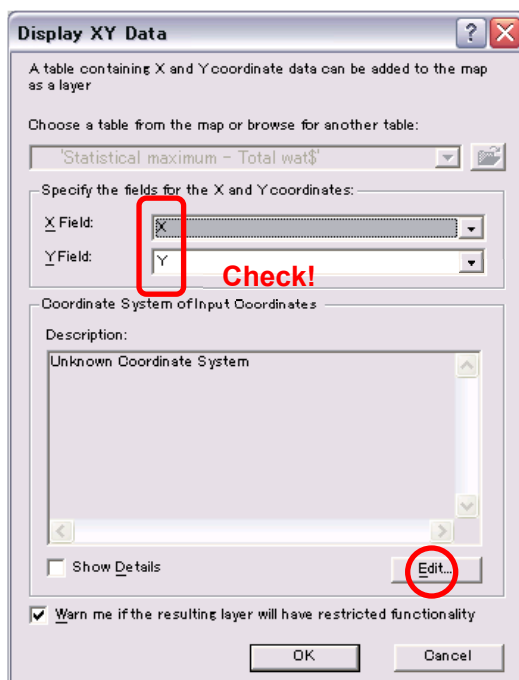 Display XY Data
?
A table containing X and Y coordinate data can be added to the map
as a layer
Choose a table from the map or browse for another table:
'Statistical maximum - Total wat$'
Specify the fields for the X and Y coordinates:
X Field:
X
Y Field:
Y
Check!
Coordinate System of Input Coordinates
Description:
Unknown Coordinate System
Show Details
Edit...
Warn me if the resulting layer will have restricted functionality
OK
Cancel